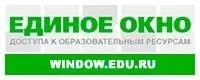 ЕДИНОЕ ОКНО
ДОСТУПА К ОБРАЗОВАТЕЛЬНЫМ РЕСУРСАМ
WINDOW.EDU.RU